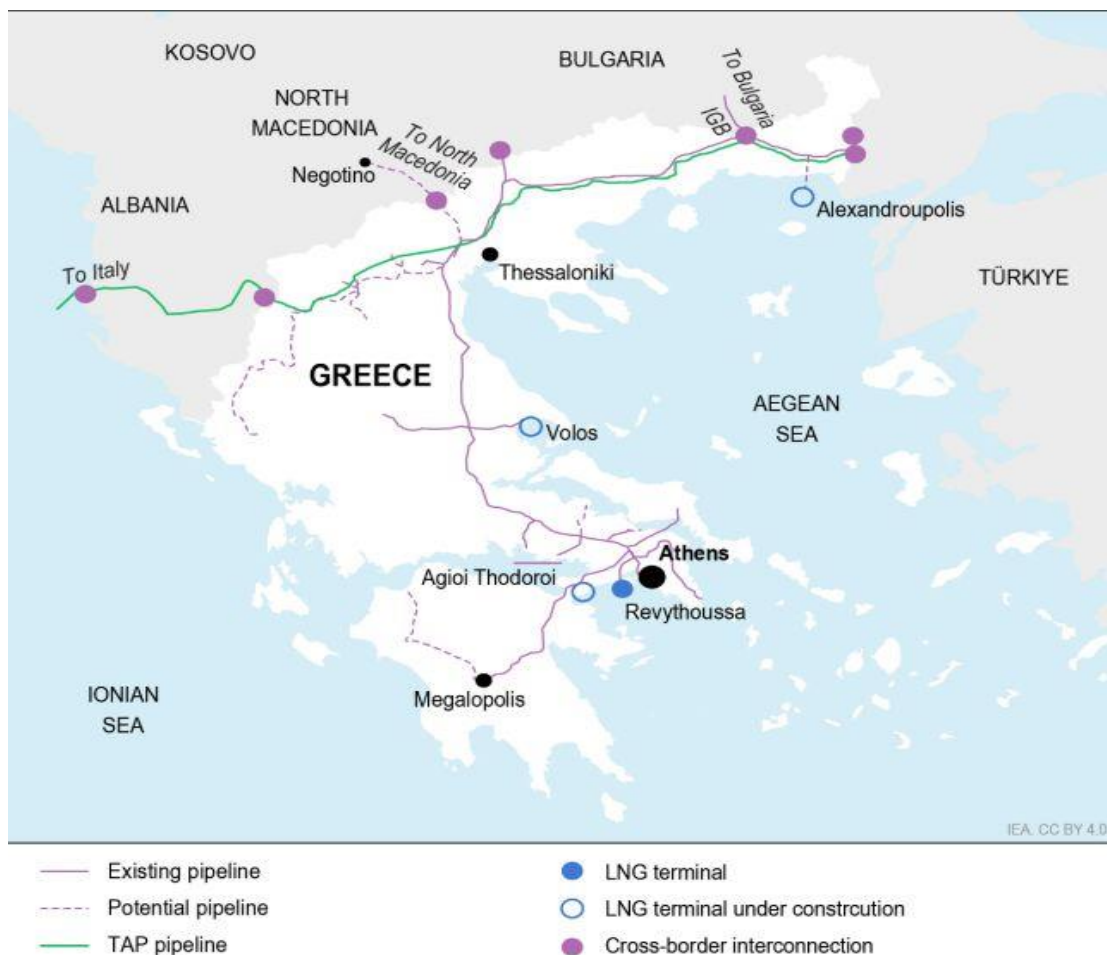 KOSOVO
BULGARIA
To Bulgaria
IGB
NORTH
MACEDONIA
To North
Macedonia
Negotino
ALBANIA
Alexandroupolis
To Italy
Thessaloniki
TÜRKIYE
GREECE
AEGEAN
SEA
Volos
Athens
Agioi Thodoroi
Revythoussa
IONIAN
SEA
Megalopolis
IEA. CC BY 4.0
Existing pipeline
Potential pipeline
TAP pipeline
LNG terminal
LNG terminal under constrcution
Cross-border interconnection